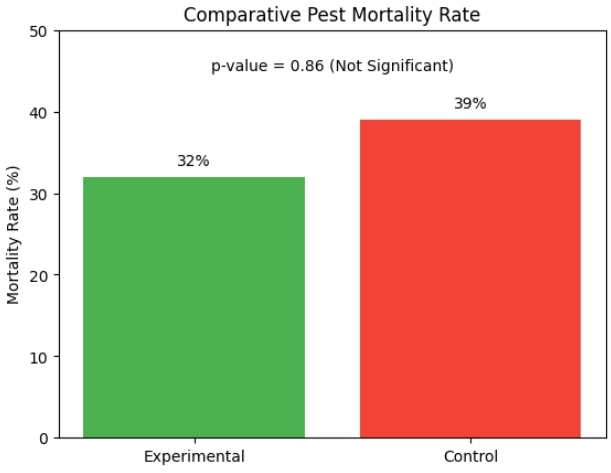 Comparative Pest Mortality Rate
50
p-value = 0.86 (Not Significant)
39%
40
32%
30
Mortality Rate (%)
20
10
0
Experimental Control